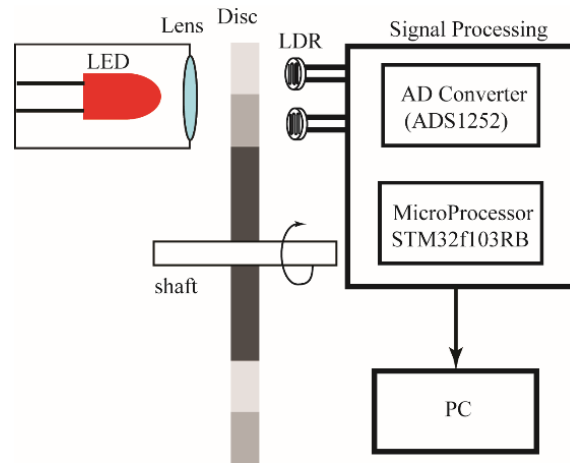 Lens
Disc
LED
LDR
Signal Processing
AD Converter
(ADS1252)
MicroProcessor
STM32f103RB
shaft
PC